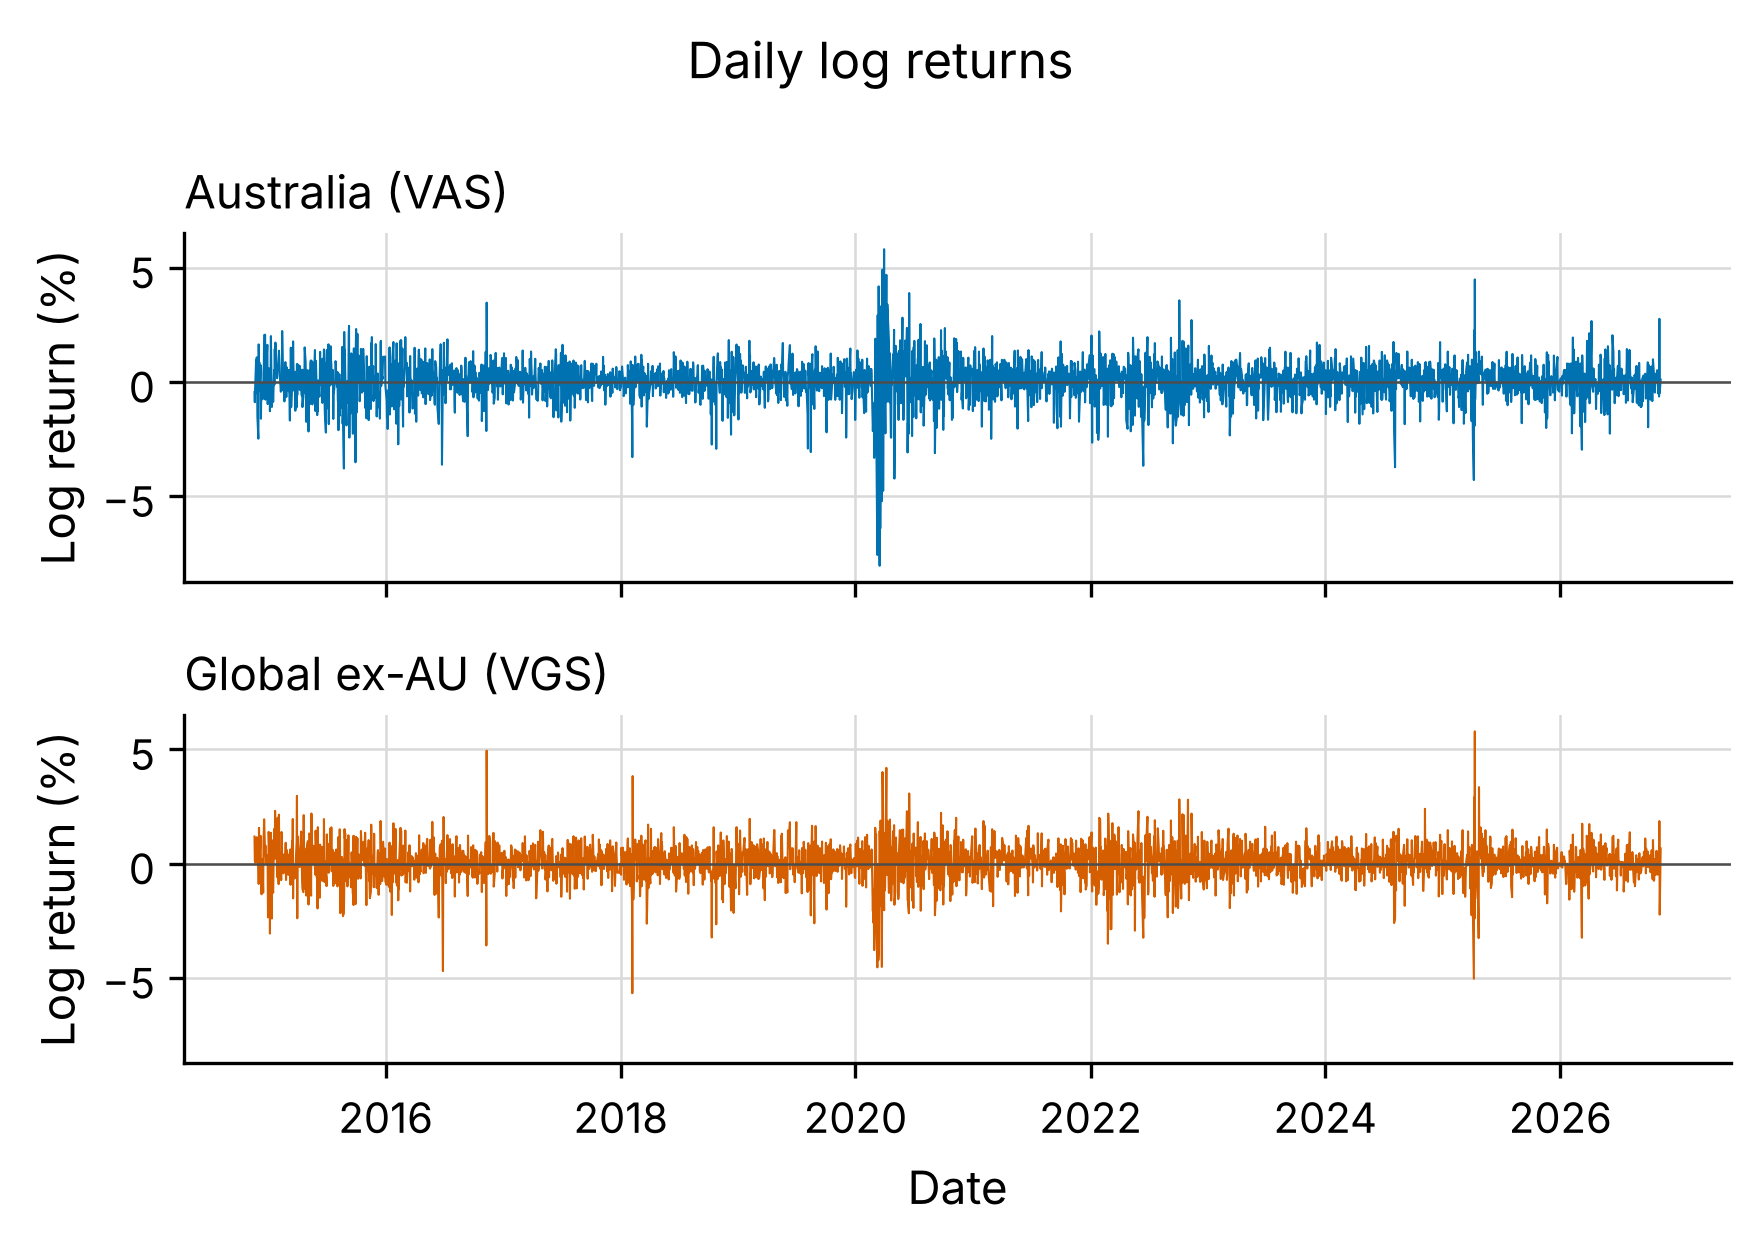 Daily log returns
Australia (VAS)
Log return (%)
5
0
−5
Global ex-AU (VGS)
Log return (%)
5
0
−5
2016 2018 2020 2022 2024 2026
Date